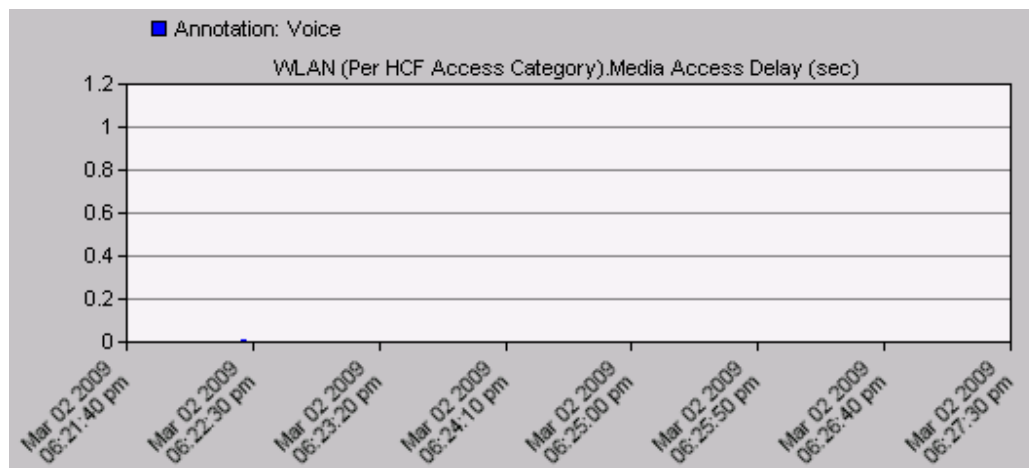 Annotation: Voice
WLAN (Per HCF Access Category).Media Access Delay (sec)
1.2
1
0.8
0.6
0.4
0.2
0
Mar 02 2009
06:21:40 pm
Mar 02 2009
06:22:30 pm
Mar 02 2009
06:23:20 pm
Mar 02 2009
06:24:10 pm
Mar 02 2009
06:25:00 pm
Mar 02 2009
06:25:50 pm
Mar 02 2009
06:26:40 pm
Mar 02 2009
06:27:30 pm